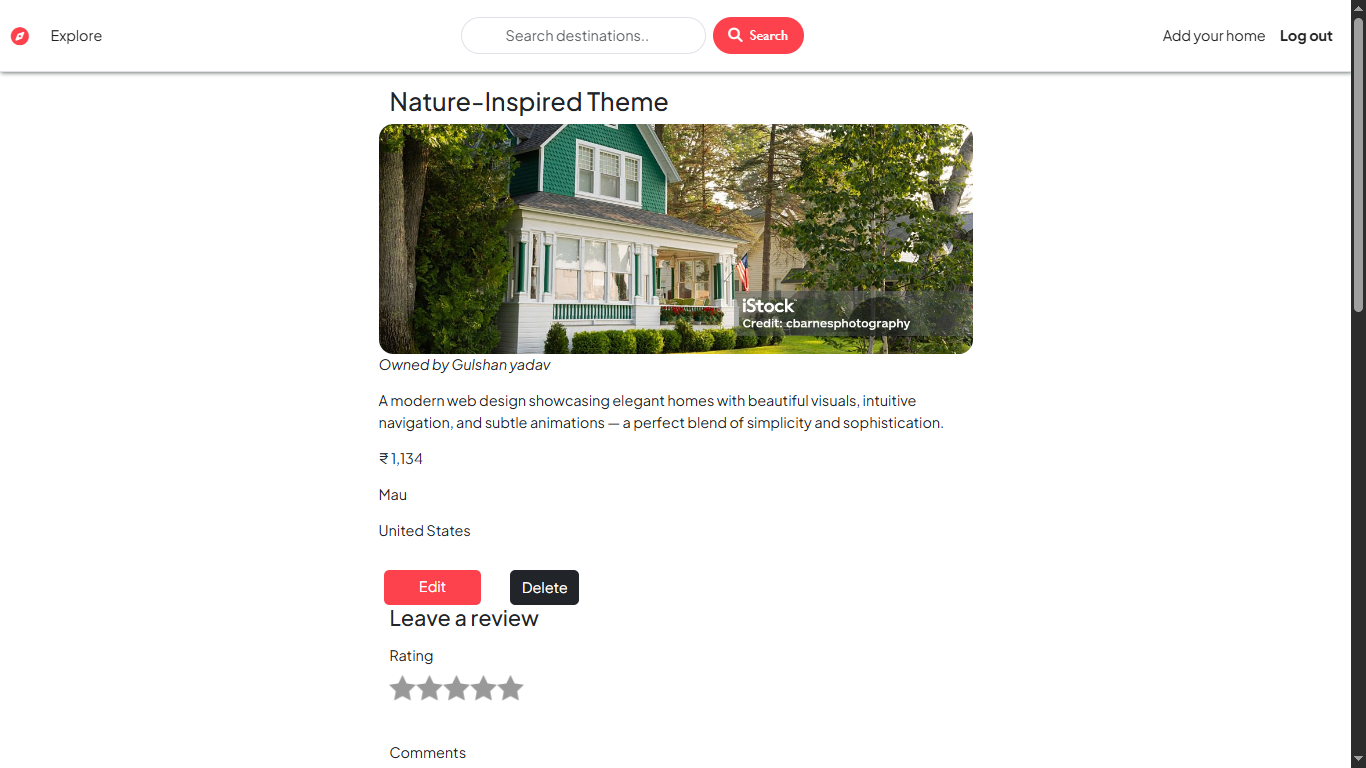 Explore
Search destinations..
Search
Add your home
Log out
Nature-Inspired Theme
iStock
Credit: cbarnesphotography
Owned by Gulshan yadav
A modern web design showcasing elegant homes with beautiful visuals, intuitive
navigation, and subtle animations — a perfect blend of simplicity and sophistication.
₹ 1,134
Mau
United States
Edit
Delete
Leave a review
Rating
Comments